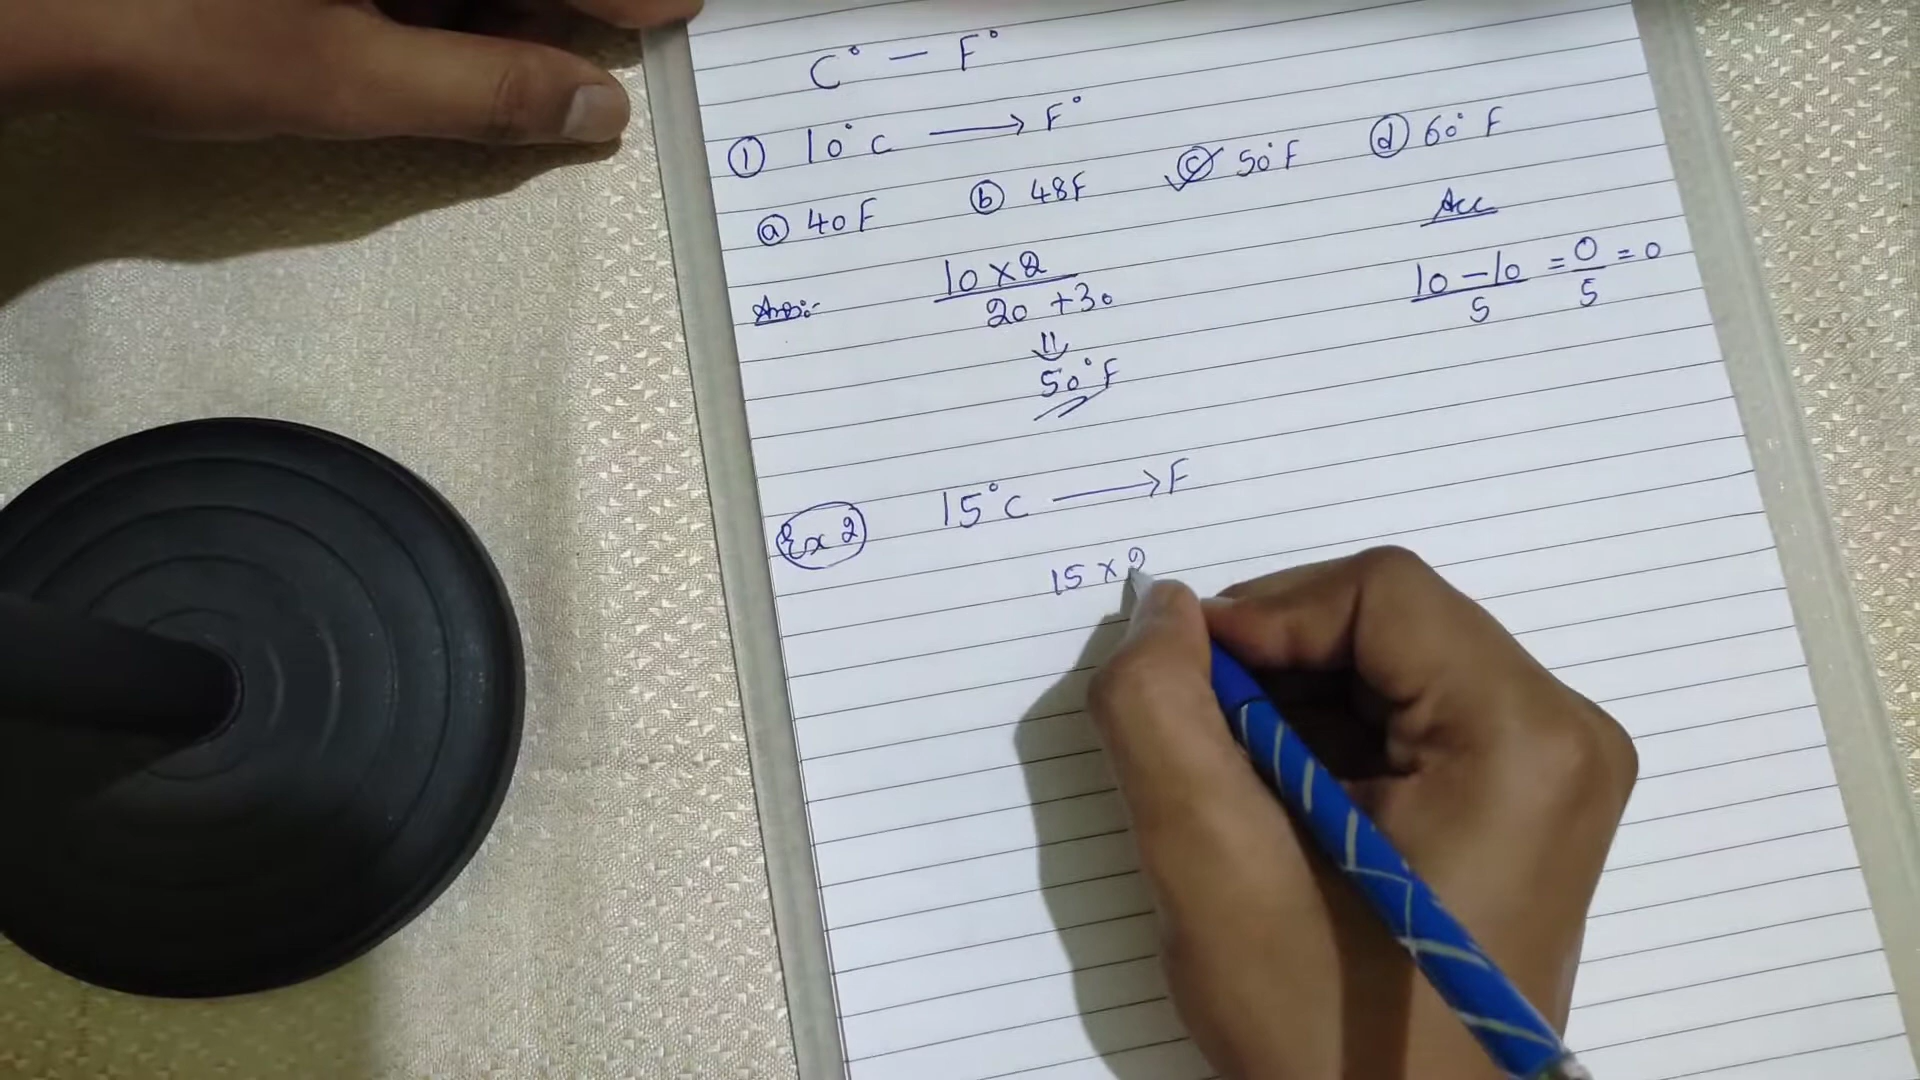 C° — F°
① 10°C ⟶ F°
ⓐ 40F ⓑ 48F ⓒ 50°F ⓓ 60°F
Acc
Ans:- 10 × 2
20 + 30
50°F
10 – 10 = 0 = 0
5 5
Ex 2 15°C ⟶ F
15 × 2